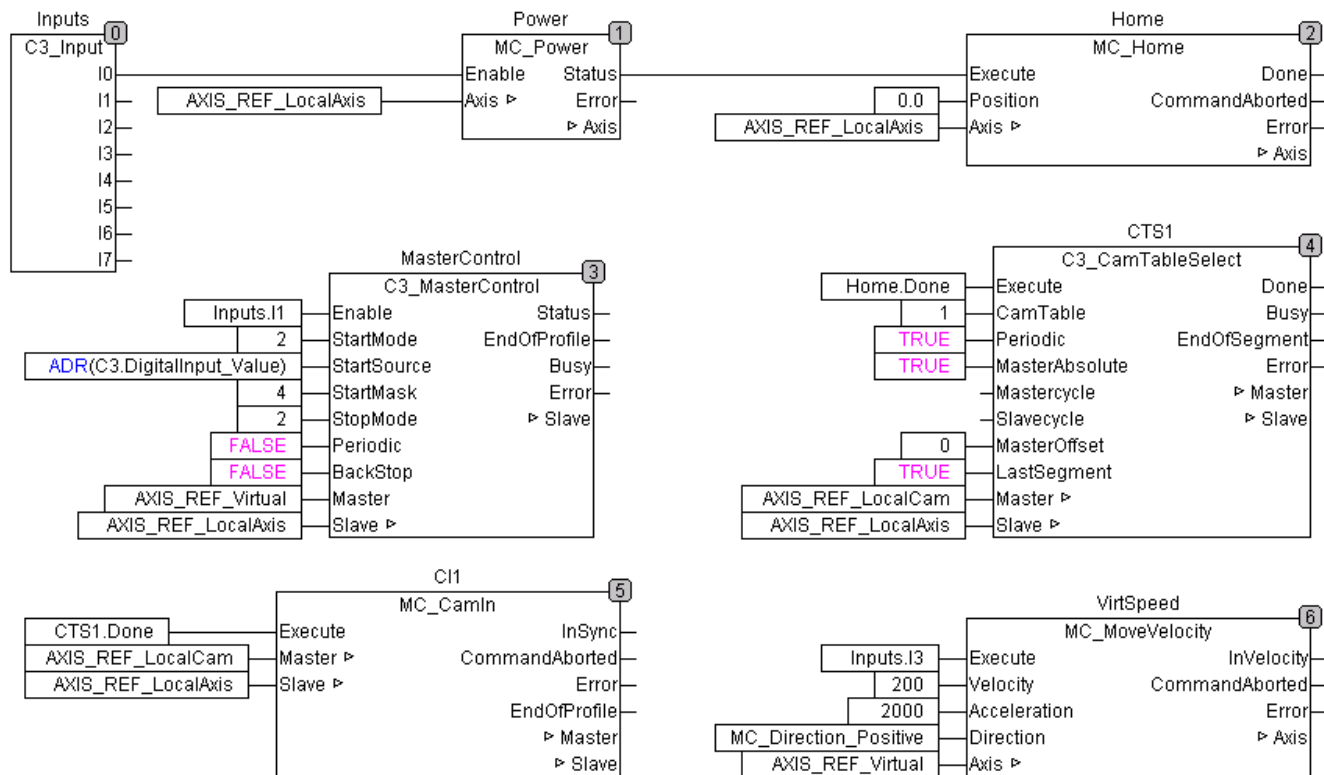 Inputs
0
C3_Input
I0
I1
I2
I3
I4
I5
I6
I7
Power
1
MC_Power
Enable Status
AXIS_REF_LocalAxis Axis Error
Axis
Home
2
MC_Home
Execute Done
0.0 Position CommandAborted
AXIS_REF_LocalAxis Axis Error
Axis
MasterControl
3
C3_MasterControl
Inputs.I1 Enable Status
2 StartMode EndOfProfile
ADR(C3.DigitalInput_Value) StartSource Busy
4 StartMask Error
2 StopMode Slave
FALSE Periodic
FALSE BackStop
AXIS_REF_Virtual Master
AXIS_REF_LocalAxis Slave
CTS1
4
C3_CamTableSelect
Home.Done Execute Done
1 CamTable Busy
TRUE Periodic EndOfSegment
TRUE MasterAbsolute Error
Mastercycle Master
Slavecycle Slave
0 MasterOffset
TRUE LastSegment
AXIS_REF_LocalCam Master
AXIS_REF_LocalAxis Slave
CI1
5
MC_CamIn
CTS1.Done Execute InSync
AXIS_REF_LocalCam Master CommandAborted
AXIS_REF_LocalAxis Slave Error
EndOfProfile
Master
Slave
VirtSpeed
6
MC_MoveVelocity
Inputs.I3 Execute InVelocity
200 Velocity CommandAborted
2000 Acceleration Error
MC_Direction_Positive Direction Axis
AXIS_REF_Virtual Axis